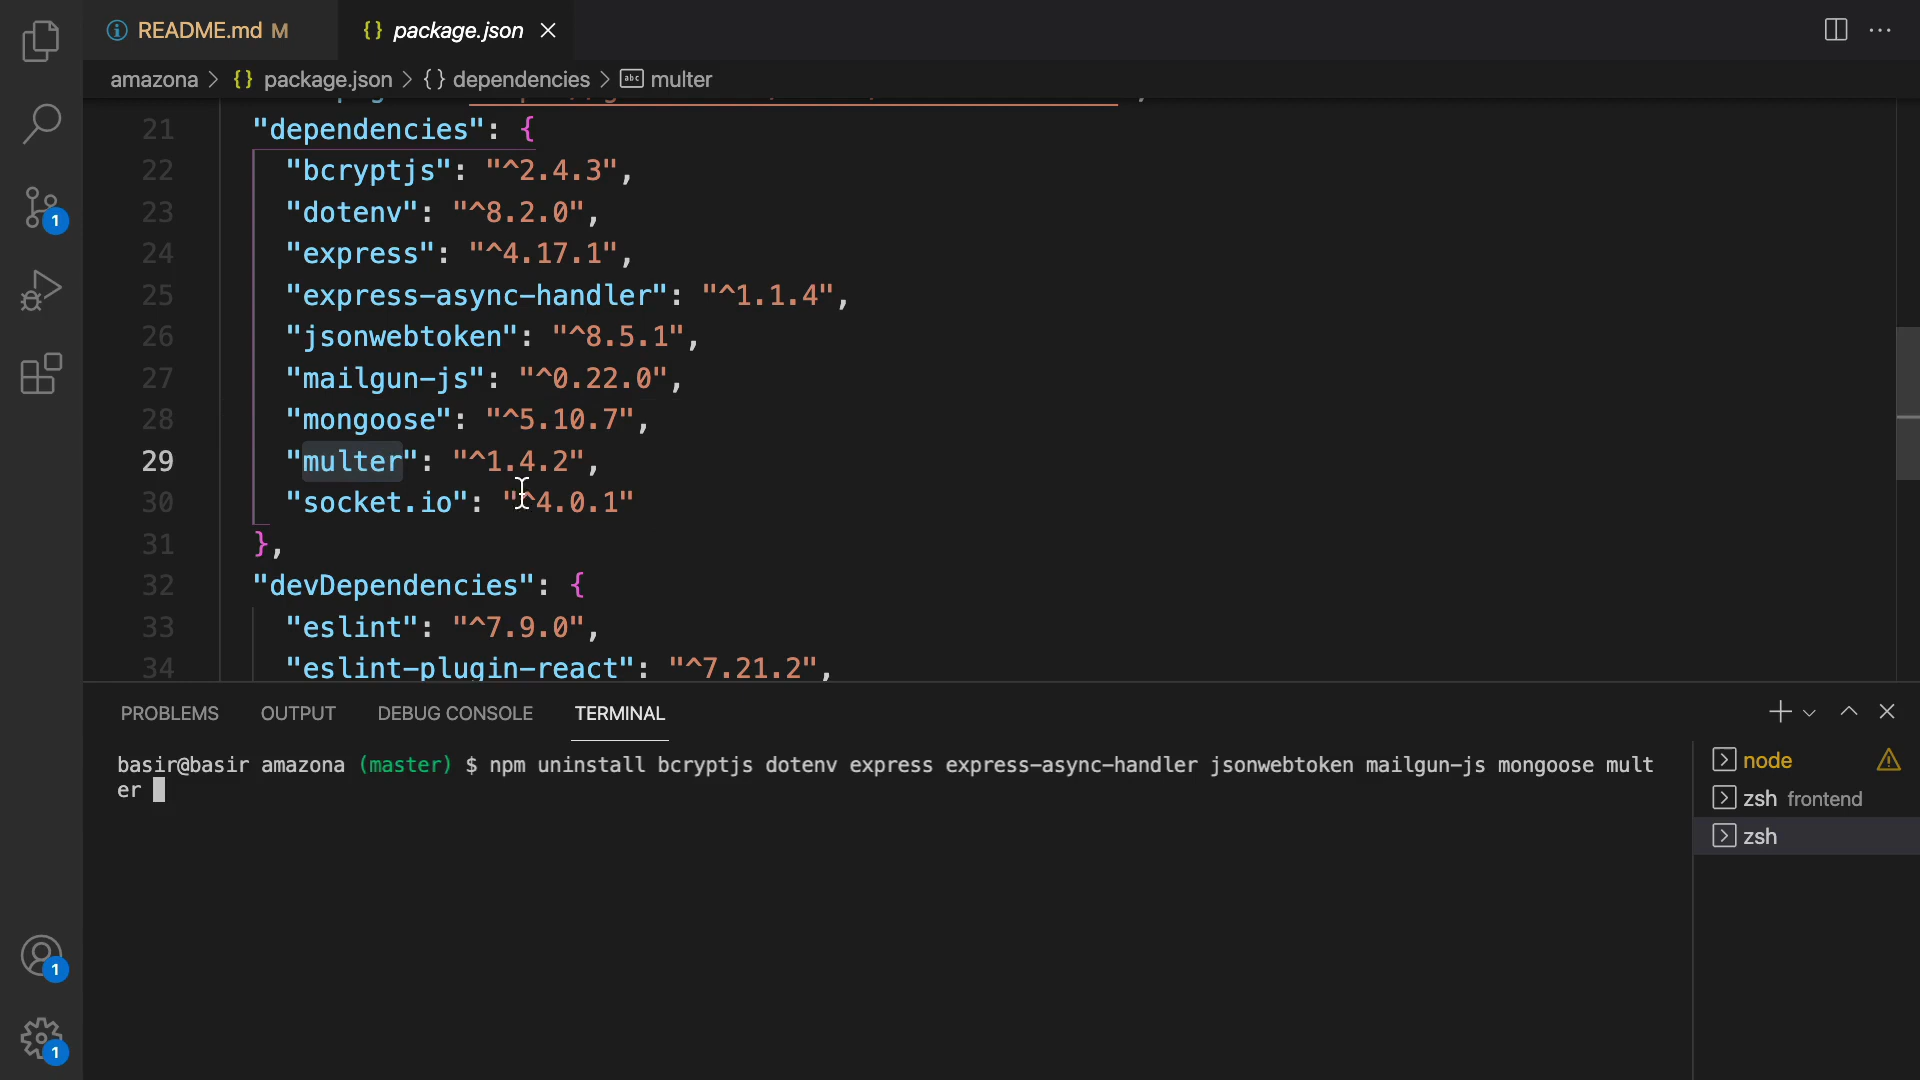 README.md M
{} package.json
amazona > {} package.json > {} dependencies > abc multer
21 "dependencies": {
22 "bcryptjs": "^2.4.3",
23 "dotenv": "^8.2.0",
24 "express": "^4.17.1",
25 "express-async-handler": "^1.1.4",
26 "jsonwebtoken": "^8.5.1",
27 "mailgun-js": "^0.22.0",
28 "mongoose": "^5.10.7",
29 "multer": "^1.4.2",
30 "socket.io": "^4.0.1"
31 },
32 "devDependencies": {
33 "eslint": "^7.9.0",
34 "eslint-plugin-react": "^7.21.2",
1
1
1
PROBLEMS OUTPUT DEBUG CONSOLE TERMINAL
basir@basir amazona (master) $ npm uninstall bcryptjs dotenv express express-async-handler jsonwebtoken mailgun-js mongoose mult
er
node
zsh frontend
zsh